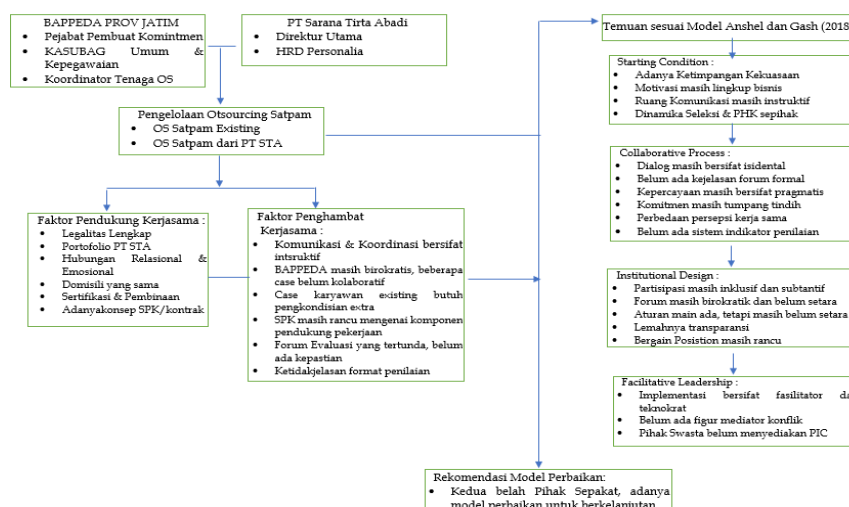 BAPPEDA PROV JATIM
• Pejabat Pembuat Komintmen
• KASUBAG Umum &
Kepegawaian
• Koordinator Tenaga OS
PT Sarana Tirta Abadi
• Direktur Utama
• HRD Personalia
Pengelolaan Otsourcing Satpam
• OS Satpam Existing
• OS Satpam dari PT STA
Faktor Pendukung Kerjasama :
• Legalitas Lengkap
• Portofolio PT STA
• Hubungan Relasional &
Emosional
• Domisili yang sama
• Sertifikasi & Pembinaan
• Adanyakonsep SPK/kontrak
Faktor Penghambat
Kerjasama :
• Komunikasi & Koordinasi bersifat
intsruktif
• BAPPEDA masih birokratis, beberapa
case belum kolaboratif
• Case karyawan existing butuh
pengkondisian extra
• SPK masih rancu mengenai komponen
pendukung pekerjaan
• Forum Evaluasi yang tertunda, belum
ada kepastian
• Ketidakjelasan format penilaian
Temuan sesuai Model Anshel dan Gash (2018)
Starting Condition :
• Adanya Ketimpangan Kekuasaan
• Motivasi masih lingkup bisnis
• Ruang Komunikasi masih instruktif
• Dinamika Seleksi & PHK sepihak
Collaborative Process :
• Dialog masih bersifat isidental
• Belum ada kejelasan forum formal
• Kepercayaan masih bersifat pragmatis
• Komitmen masih tumpang tindih
• Perbedaan persepsi kerja sama
• Belum ada sistem indikator penilaian
Institutional Design :
• Partisipasi masih inklusif dan subtantif
• Forum masih birokratik dan belum setara
• Aturan main ada, tetapi masih belum setara
• Lemahnya transparansi
• Bergain Posistion masih rancu
Facilitative Leadership :
• Implementasi bersifat fasilitator da
teknokrat
• Belum ada figur mediator konflik
• Pihak Swasta belum menyediakan PIC
Rekomendasi Model Perbaikan:
• Kedua belah Pihak Sepakat, adanya
model perbaikan untuk berkelanjutan